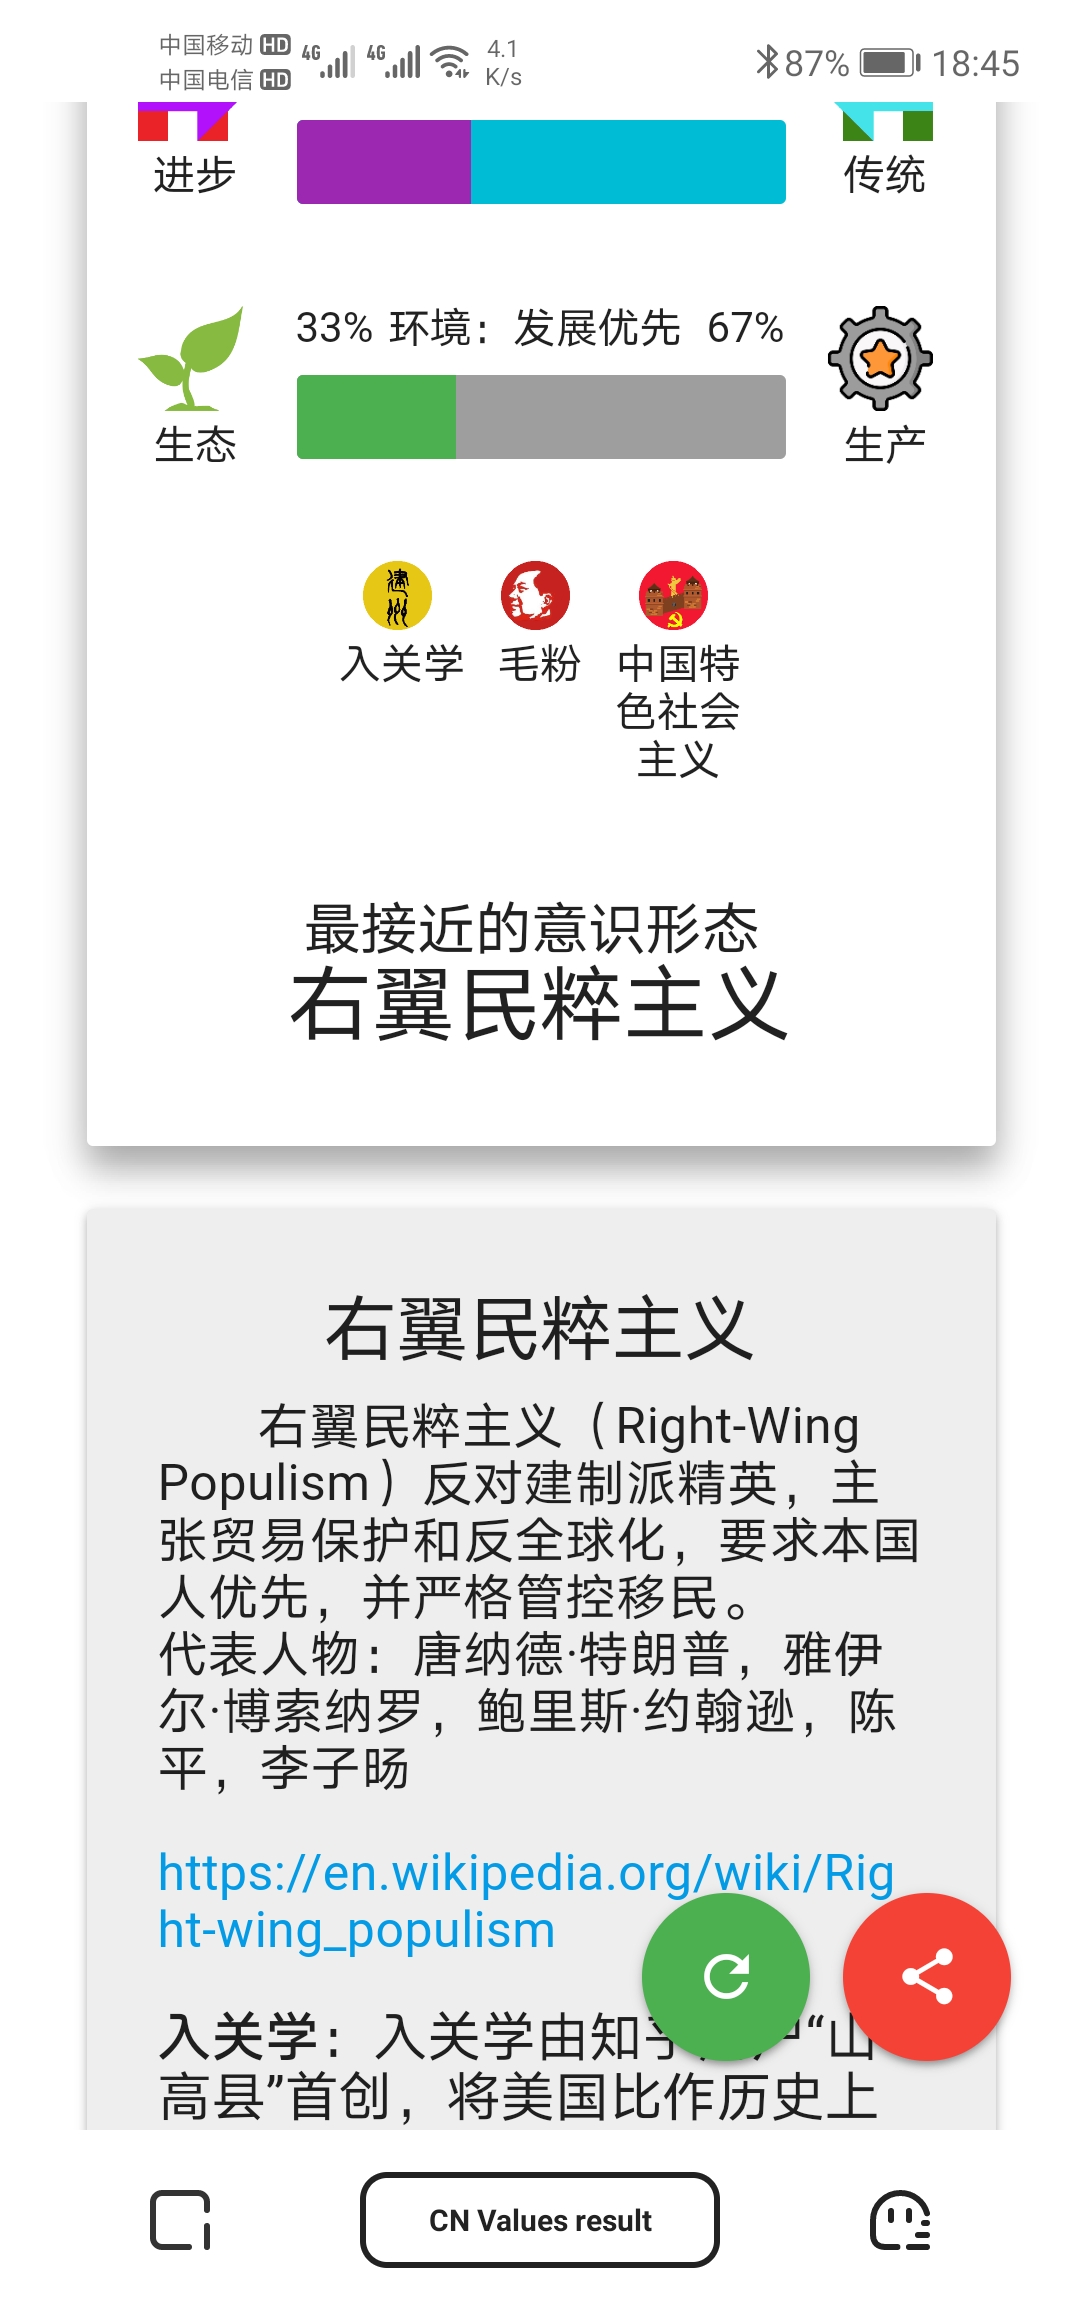 中国移动 HD 4G 4G 4.1 K/s 87% 18:45
中国电信 HD
进步 传统
33% 环境：发展优先 67%
生态 生产
入关学 毛粉 中国特色社会主义
最接近的意识形态
右翼民粹主义
右翼民粹主义
右翼民粹主义（Right-Wing
Populism）反对建制派精英，主
张贸易保护和反全球化，要求本国
人优先，并严格管控移民。
代表人物：唐纳德·特朗普，雅伊
尔·博索纳罗，鲍里斯·约翰逊，陈
平，李子旸
https://en.wikipedia.org/wiki/Rig
ht-wing_populism
入关学：入关学由知乎“山
高县”首创，将美国比作历史上
CN Values result